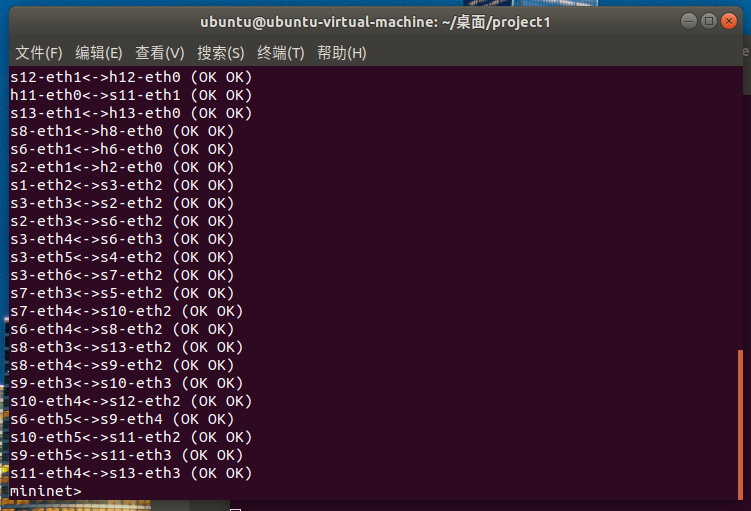 ubuntu@ubuntu-virtual-machine: ~/桌面/project1
文件(F) 编辑(E) 查看(V) 搜索(S) 终端(T) 帮助(H)
s12-eth1<->h12-eth0 (OK OK)
h11-eth0<->s11-eth1 (OK OK)
s13-eth1<->h13-eth0 (OK OK)
s8-eth1<->h8-eth0 (OK OK)
s6-eth1<->h6-eth0 (OK OK)
s2-eth1<->h2-eth0 (OK OK)
s1-eth2<->s3-eth2 (OK OK)
s3-eth3<->s2-eth2 (OK OK)
s2-eth3<->s6-eth2 (OK OK)
s3-eth4<->s6-eth3 (OK OK)
s3-eth5<->s4-eth2 (OK OK)
s3-eth6<->s7-eth2 (OK OK)
s7-eth3<->s5-eth2 (OK OK)
s7-eth4<->s10-eth2 (OK OK)
s6-eth4<->s8-eth2 (OK OK)
s8-eth3<->s13-eth2 (OK OK)
s8-eth4<->s9-eth2 (OK OK)
s9-eth3<->s10-eth3 (OK OK)
s10-eth4<->s12-eth2 (OK OK)
s6-eth5<->s9-eth4 (OK OK)
s10-eth5<->s11-eth2 (OK OK)
s9-eth5<->s11-eth3 (OK OK)
s11-eth4<->s13-eth3 (OK OK)
mininet>